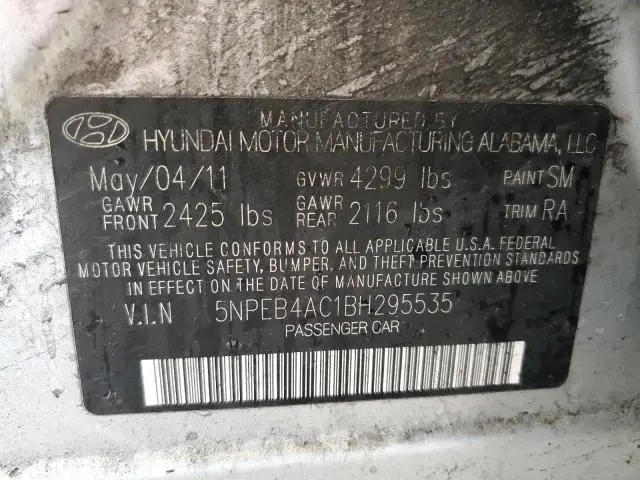 MANUFACTURED BY
HYUNDAI MOTOR MANUFACTURING ALABAMA, LLC
May/04/11 GVWR 4299 lbs PAINT SM
GAWR FRONT 2425 lbs GAWR REAR 2116 lbs TRIM RA
THIS VEHICLE CONFORMS TO ALL APPLICABLE U.S.A. FEDERAL
MOTOR VEHICLE SAFETY, BUMPER, AND THEFT PREVENTION STANDARDS
IN EFFECT ON THE DATE OF MANUFACTURE SHOWN ABOVE
V.I.N 5NPEB4AC1BH295535
PASSENGER CAR